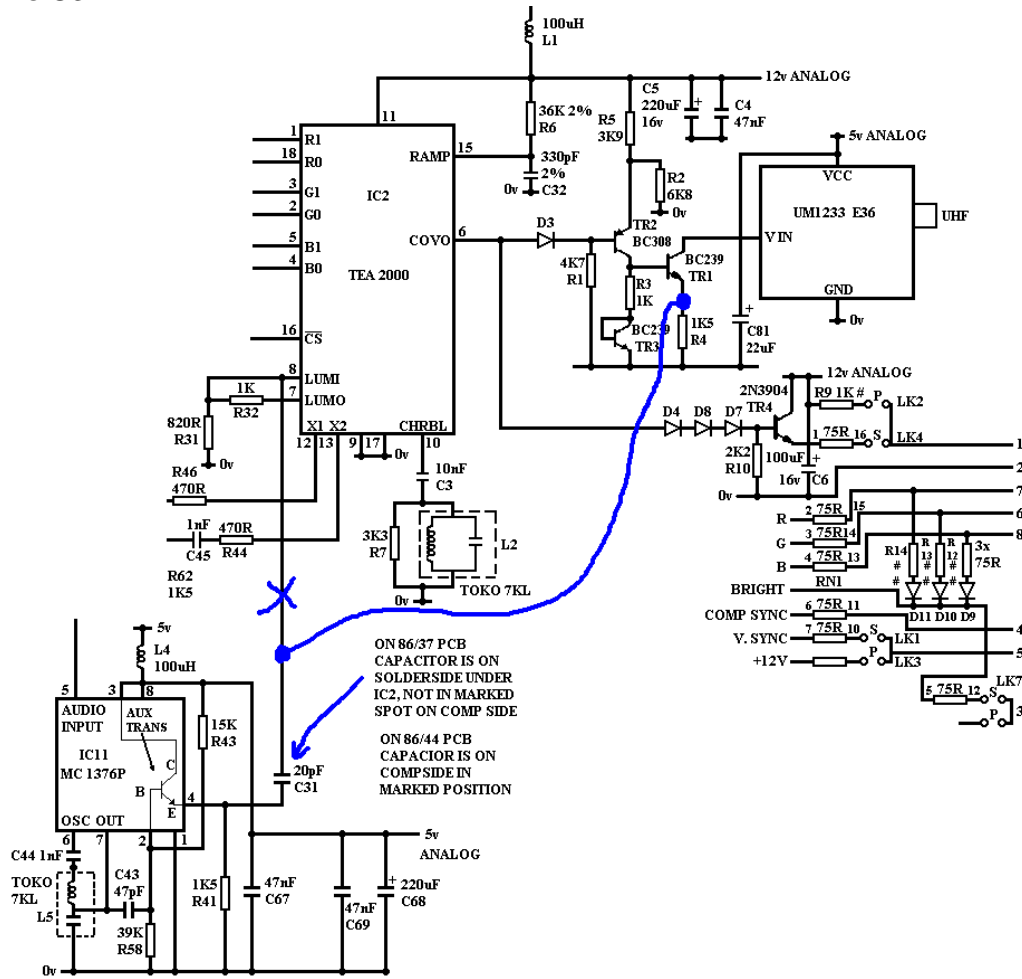 100uH
L1
12v ANALOG
36K 2%
R6
R5
3K9
C5
220uF
16v
+
C4
47nF
5v ANALOG
11
1
R1
18
R0
3
G1
2
G0
5
B1
4
B0
16
CS
8
LUMI
7
LUMO
X1 X2
12 13
9
17
CHRBL
10
RAMP
15
COVO
6
IC2
TEA 2000
330pF
2%
C32
0v
R2
6K8
0v
VCC
UM1233 E36
UHF
V IN
GND
0v
D3
TR2
BC308
BC239
TR1
4K7
R1
R3
1K
BC239
TR3
1K5
R4
+
C81
22uF
1K
R32
820R
R31
0v
0v
R46
470R
1nF
C45
470R
R44
R62
1K5
10nF
C3
3K3
R7
L2
TOKO 7KL
0v
12v ANALOG
2N3904
TR4
R9 1K #
P
LK2
D4 D8 D7
1 75R 16 S
LK4
1
2K2
R10
100uF
+
16v
C6
0v
2
7
R
2 75R 15
6
G
3 75R 14
8
B
4 75R 13
R14
#
#
R
13
#
#
R
12
#
#
3x
75R
RN1
BRIGHT
D11 D10 D9
COMP SYNC
6 75R 11
4
V. SYNC
7 75R 10 S
LK1
5
+12V
P
LK3
LK7
5 75R 12 S
P
3
ON 86/37 PCB
CAPACITOR IS ON
SOLDERSIDE UNDER
IC2, NOT IN MARKED
SPOT ON COMP SIDE
ON 86/44 PCB
CAPACIOR IS ON
COMPSIDE IN
MARKED POSITION
5v
L4
100uH
5
3
8
AUDIO
INPUT
AUX
TRANS
IC11
MC 1376P
C
B
E
4
OSC OUT
6
7
2
1
15K
R43
20pF
C31
C44 1nF
TOKO
7KL
L5
C43
47pF
39K
R58
1K5
R41
47nF
C67
47nF
C69
+
220uF
C68
5v
ANALOG
0v